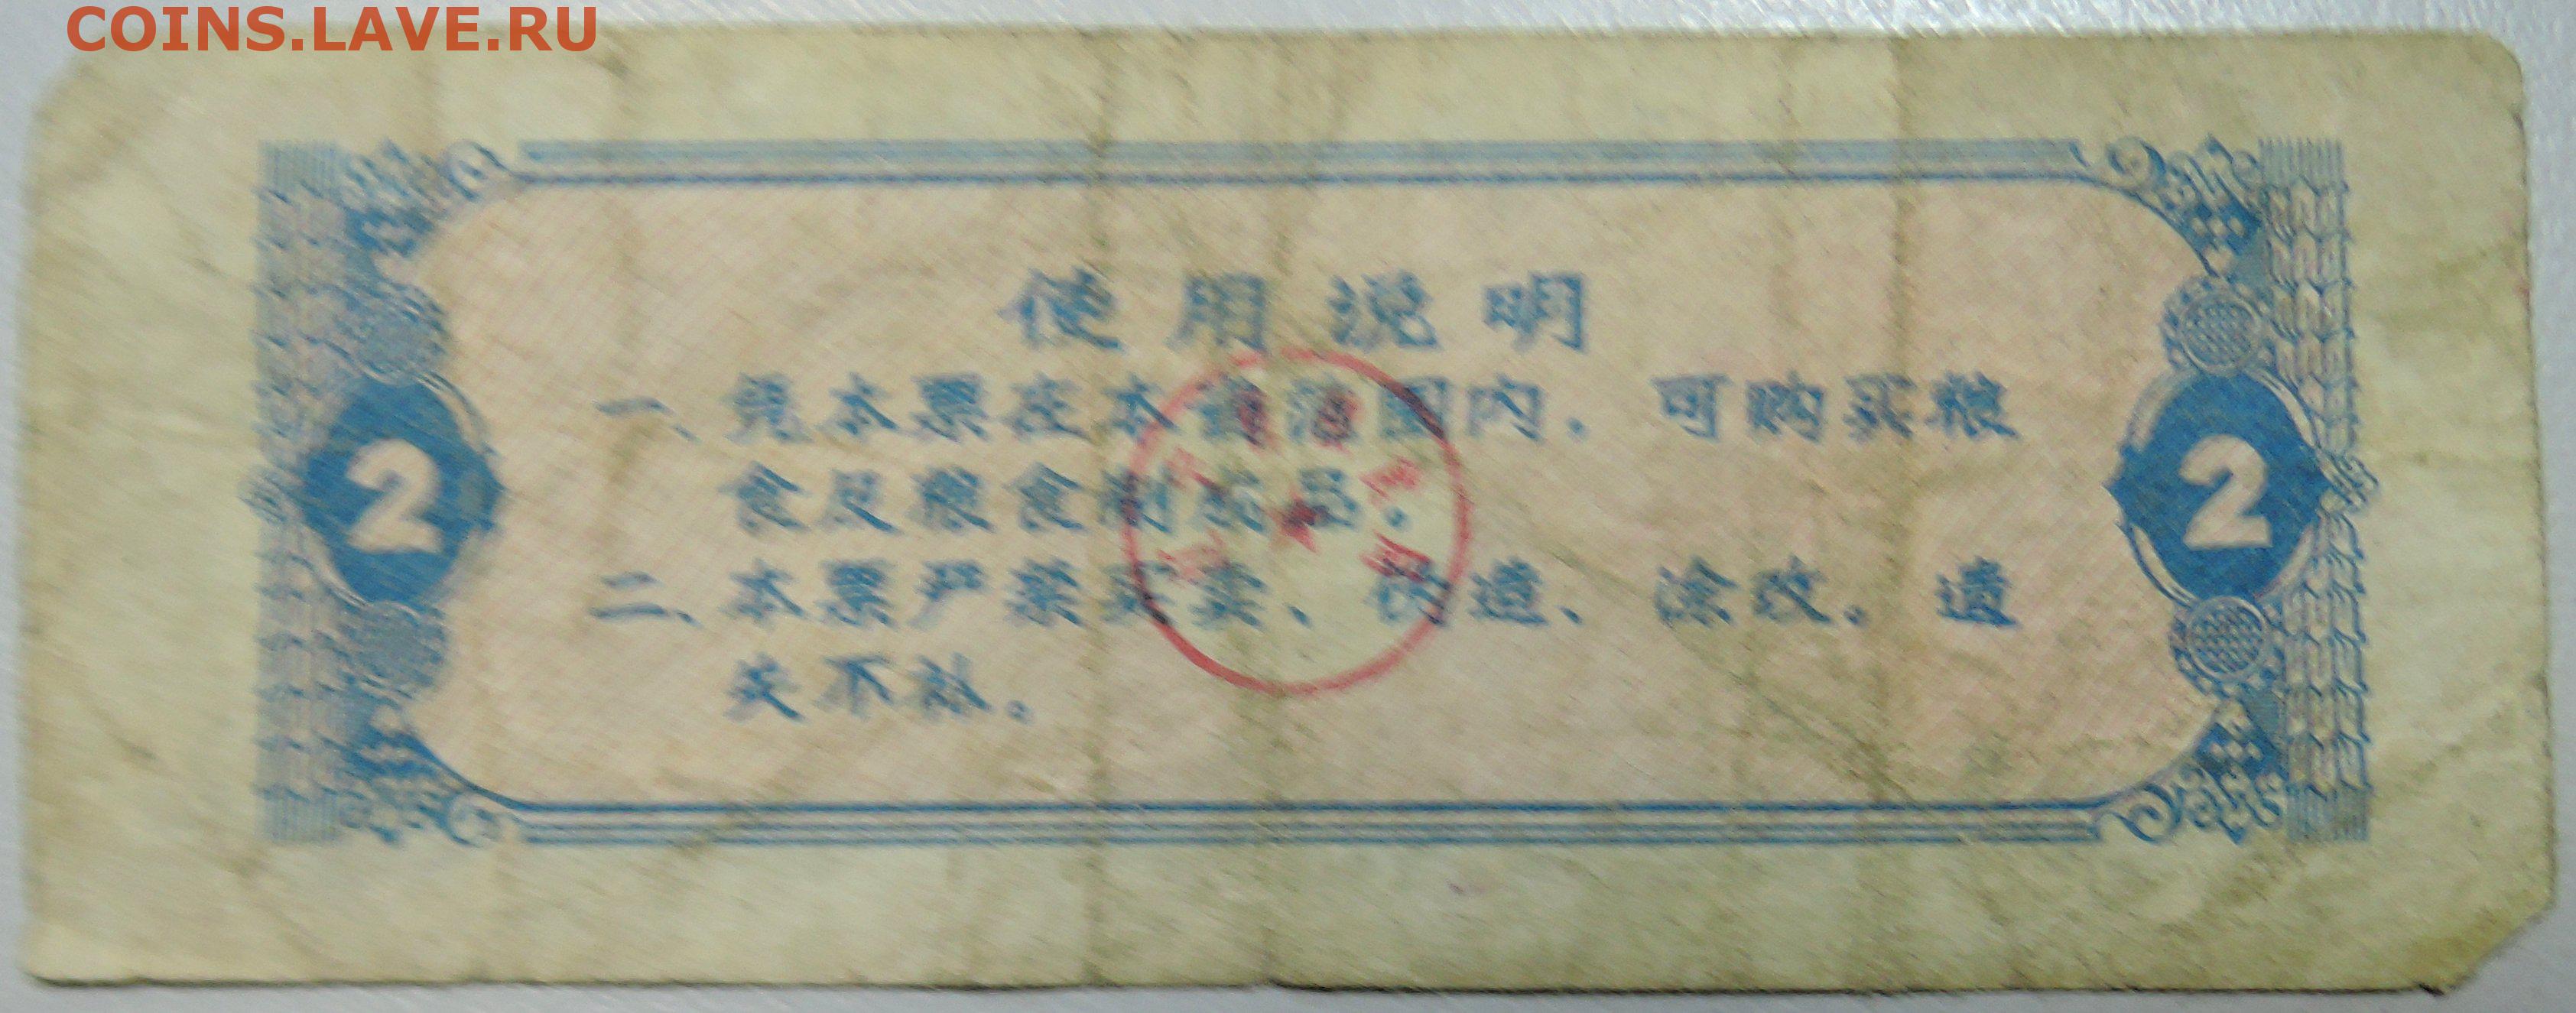 COINS.LAVE.RU
使用说明
一、凭本票在本省范围内，可购买粮
食及粮食制成品。
二、本票严禁买卖、伪造、涂改。遗
失不补。
2
2